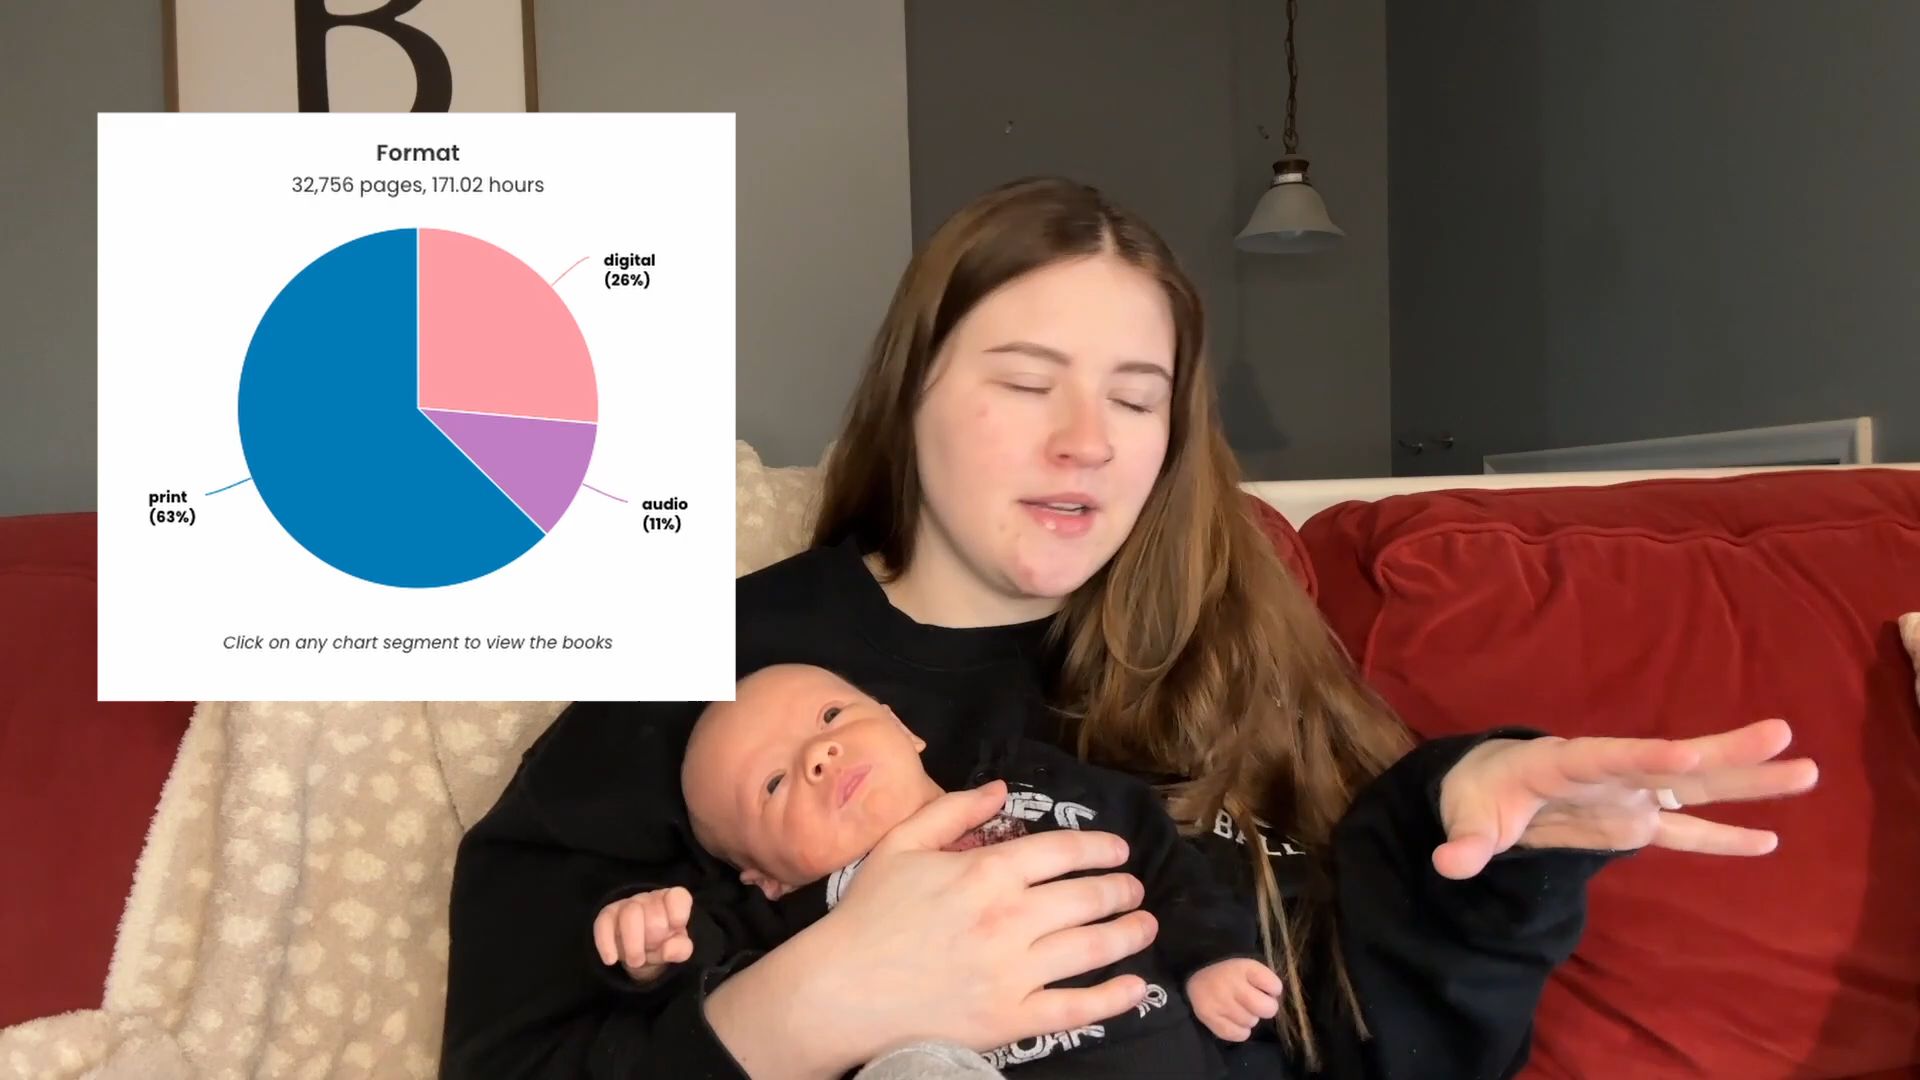 B
Format
32,756 pages, 171.02 hours
digital
(26%)
print
(63%)
audio
(11%)
Click on any chart segment to view the books